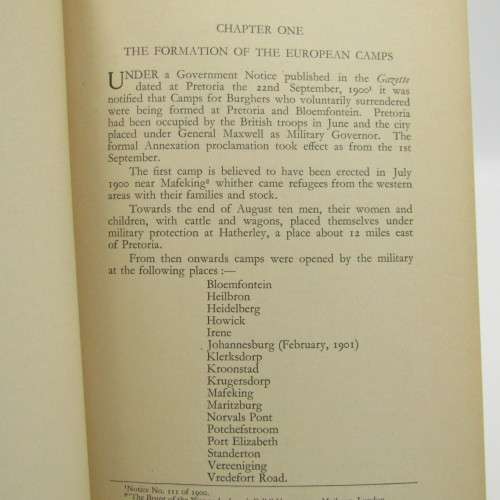 CHAPTER ONE
THE FORMATION OF THE EUROPEAN CAMPS
UNDER a Government Notice published in the Gazette
dated at Pretoria the 22nd September, 1900¹ it was
notified that Camps for Burghers who voluntarily surrendered
were being formed at Pretoria and Bloemfontein. Pretoria
had been occupied by the British troops in June and the city
placed under General Maxwell as Military Governor. The
formal Annexation proclamation took effect as from the 1st
September.
The first camp is believed to have been erected in July
1900 near Mafeking² whither came refugees from the western
areas with their families and stock.
Towards the end of August ten men, their women and
children, with cattle and wagons, placed themselves under
military protection at Hatherley, a place about 12 miles east
of Pretoria.
From then onwards camps were opened by the military
at the following places :—
Bloemfontein
Heilbron
Heidelberg
Howick
Irene
Johannesburg (February, 1901)
Klerksdorp
Kroonstad
Krugersdorp
Mafeking
Maritzburg
Norvals Pont
Potchefstroom
Port Elizabeth
Standerton
Vereeniging
Vredefort Road.
¹Notice No. 112 of 1900.